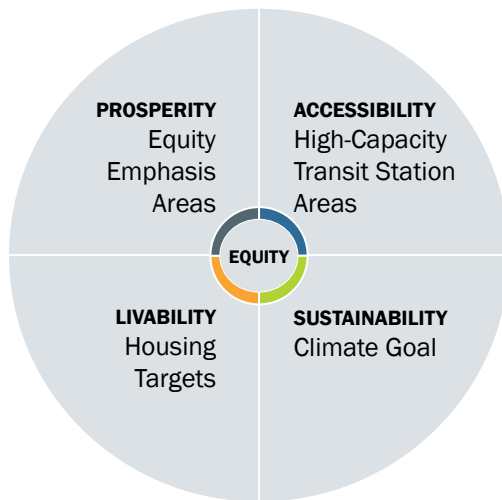 PROSPERITY
Equity
Emphasis
Areas
ACCESSIBILITY
High-Capacity
Transit Station
Areas
EQUITY
LIVABILITY
Housing
Targets
SUSTAINABILITY
Climate Goal